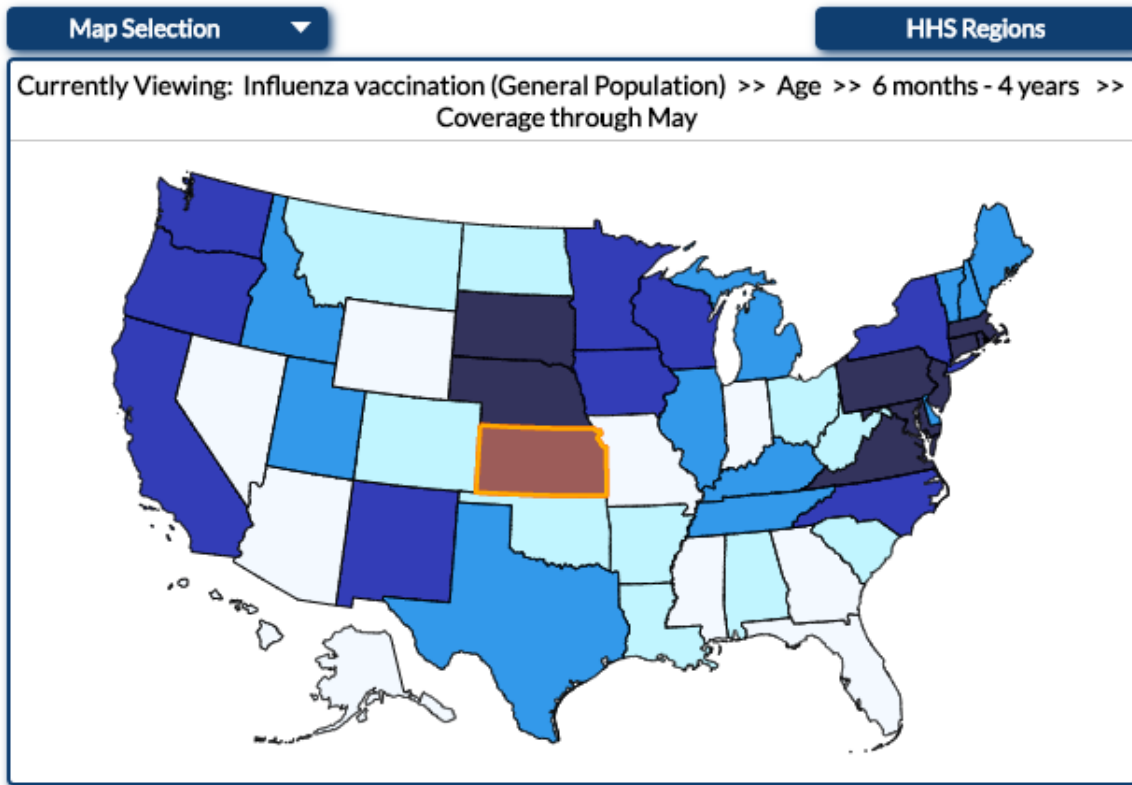 Map Selection
HHS Regions
Currently Viewing: Influenza vaccination (General Population) >> Age >> 6 months - 4 years >>
Coverage through May